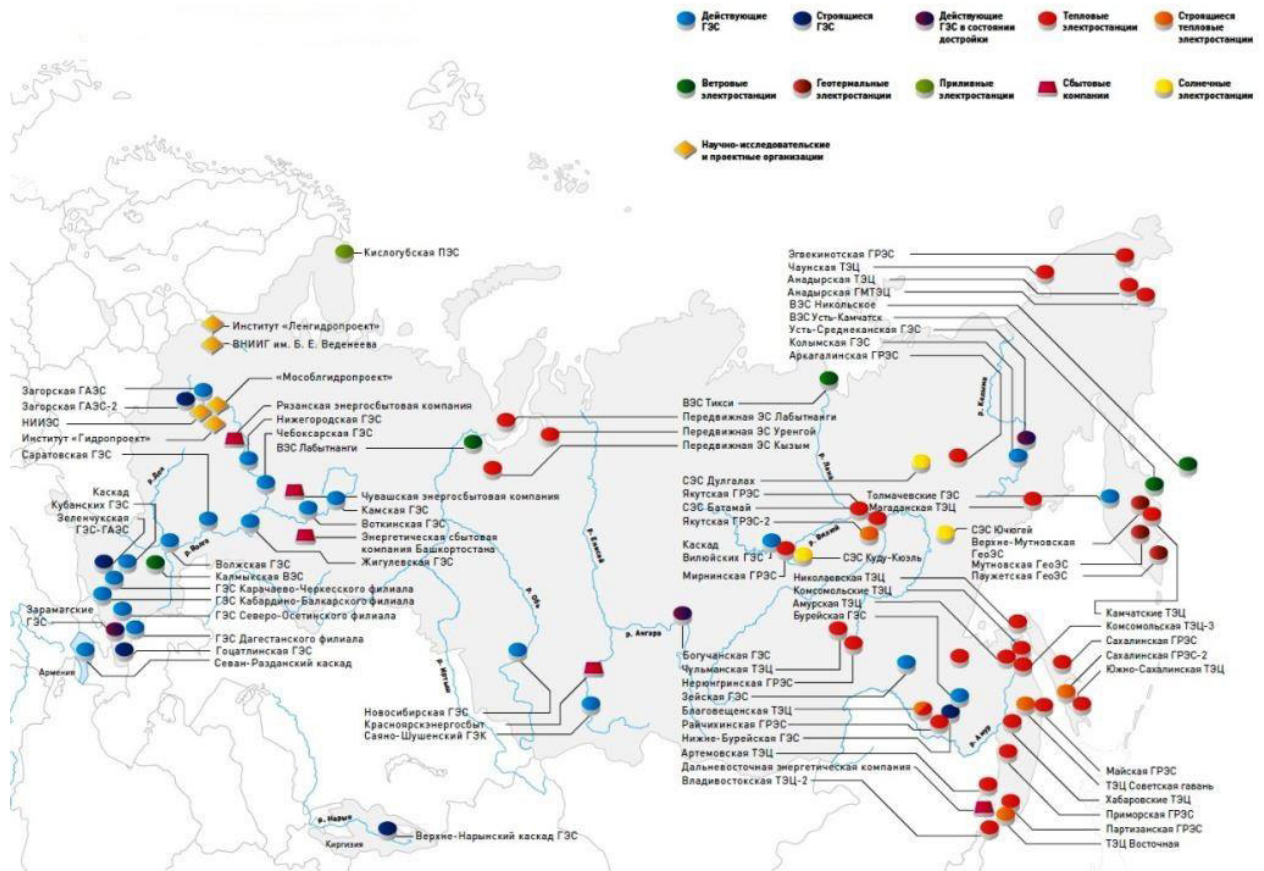 Действующие
ГЭС
Строящиеся
ГЭС
Действующие
ГЭС в состоянии
достройки
Тепловые
электростанции
Строящиеся
тепловые
электростанции
Ветровые
электростанции
Геотермальные
электростанции
Приливные
электростанции
Сбытовые
компании
Солнечные
электростанции
Научно-исследовательские
и проектные организации
Кислогубская ПЭС
Институт «Ленгидропроект»
ВНИИГ им. Б. Е. Веденеева
«Мособлгидропроект»
Загорская ГАЭС
Загорская ГАЭС-2
НИИЭС
Институт «Гидропроект»
Саратовская ГЭС
Рязанская энергосбытовая компания
Нижегородская ГЭС
Чебоксарская ГЭС
ВЭС Лабытнанги
Каскад
Кубанских ГЭС
Зеленчукская
ГЭС-ГАЭС
Чувашская энергосбытовая компания
Камская ГЭС
Воткинская ГЭС
Энергетическая сбытовая
компания Башкортостана
Жигулевская ГЭС
Волжская ГЭС
Калмыкская ВЭС
ГЭС Карачаево-Черкесского филиала
ГЭС Кабардино-Балкарского филиала
ГЭС Северо-Осетинского филиала
Зарамагские
ГЭС
ГЭС Дагестанского филиала
Гоцатлинская ГЭС
Севан-Разданский каскад
Армения
р. Дон
р. Волга
р. Обь
р. Иртыш
р. Енисей
р. Ангара
р. Лена
р. Вилюй
р. Колыма
р. Амур
р. Нарын
Киргизия
Верхне-Нарынский каскад ГЭС
Новосибирская ГЭС
Красноярскэнергосбыт
Саяно-Шушенский ГЭК
Эгвекинотская ГРЭС
Чаунская ТЭЦ
Анадырская ТЭЦ
Анадырская ГМТЭЦ
ВЭС Никольское
ВЭС Усть-Камчатск
Усть-Среднеканская ГЭС
Колымская ГЭС
Аркагалинская ГРЭС
ВЭС Тикси
Передвижная ЭС Лабытнанги
Передвижная ЭС Уренгой
Передвижная ЭС Кызым
СЭС Дулгалах
Якутская ГРЭС
СЭС Батамай
Якутская ГРЭС-2
Каскад
Вилюйских ГЭС
Мирнинская ГРЭС
СЭС Куду-Кюэль
Толмачевские ГЭС
Магаданская ТЭЦ
СЭС Ючюгей
Верхне-Мутновская
ГеоЭС
Мутновская ГеоЭС
Паужетская ГеоЭС
Николаевская ТЭЦ
Комсомольские ТЭЦ
Амурская ТЭЦ
Бурейская ГЭС
Богучанская ГЭС
Чульманская ТЭЦ
Нерюнгринская ГРЭС
Зейская ГЭС
Благовещенская ТЭЦ
Райчихинская ГРЭС
Нижне-Бурейская ГЭС
Артемовская ТЭЦ
Дальневосточная энергетическая компания
Владивостокская ТЭЦ-2
Камчатские ТЭЦ
Комсомольская ТЭЦ-3
Сахалинская ГРЭС
Сахалинская ГРЭС-2
Южно-Сахалинская ТЭЦ
Майская ГРЭС
ТЭЦ Советская гавань
Хабаровские ТЭЦ
Приморская ГРЭС
Партизанская ГРЭС
ТЭЦ Восточная